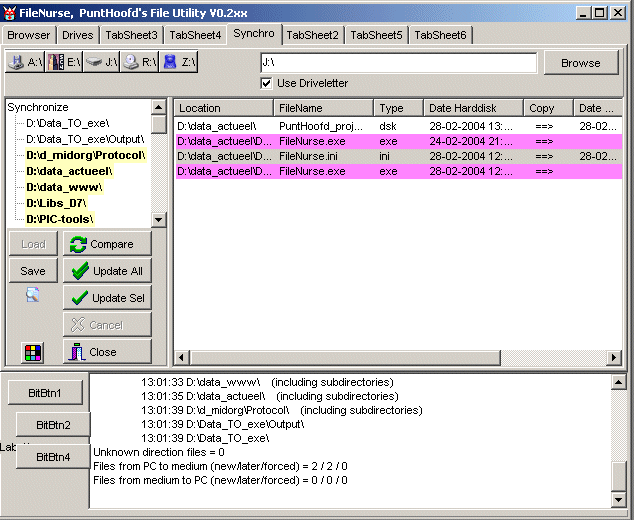 FileNurse, PuntHoofd's File Utility V0.2xx
Browser Drives TabSheet3 TabSheet4 Synchro TabSheet2 TabSheet5 TabSheet6
A:\ E:\ J:\ R:\ Z:\ J:\ Browse
Use Driveletter
Synchronize
D:\Data_TO_exe\
D:\Data_TO_exe\Output\
D:\d_midorg\Protocol\
D:\data_actueel\
D:\data_www\
D:\Libs_D7\
D:\PIC-tools\
Location FileName Type Date Harddisk Copy Date ...
D:\data_actueel\ PuntHoofd_proj... dsk 28-02-2004 13:... ==> 28-02...
D:\data_actueel\D... FileNurse.exe exe 24-02-2004 21:... ==>
D:\data_actueel\D... FileNurse.ini ini 28-02-2004 12:... ==> 28-02...
D:\data_actueel\D... FileNurse.exe exe 28-02-2004 12:... ==>
Load Compare
Save Update All
Update Sel
Cancel
Close
BitBtn1
BitBtn2
BitBtn4
13:01:33 D:\data_www\ (including subdirectories)
13:01:35 D:\data_actueel\ (including subdirectories)
13:01:39 D:\d_midorg\Protocol\ (including subdirectories)
13:01:39 D:\Data_TO_exe\Output\
13:01:39 D:\Data_TO_exe\
Unknown direction files = 0
Files from PC to medium (new/later/forced) = 2 / 2 / 0
Files from medium to PC (new/later/forced) = 0 / 0 / 0